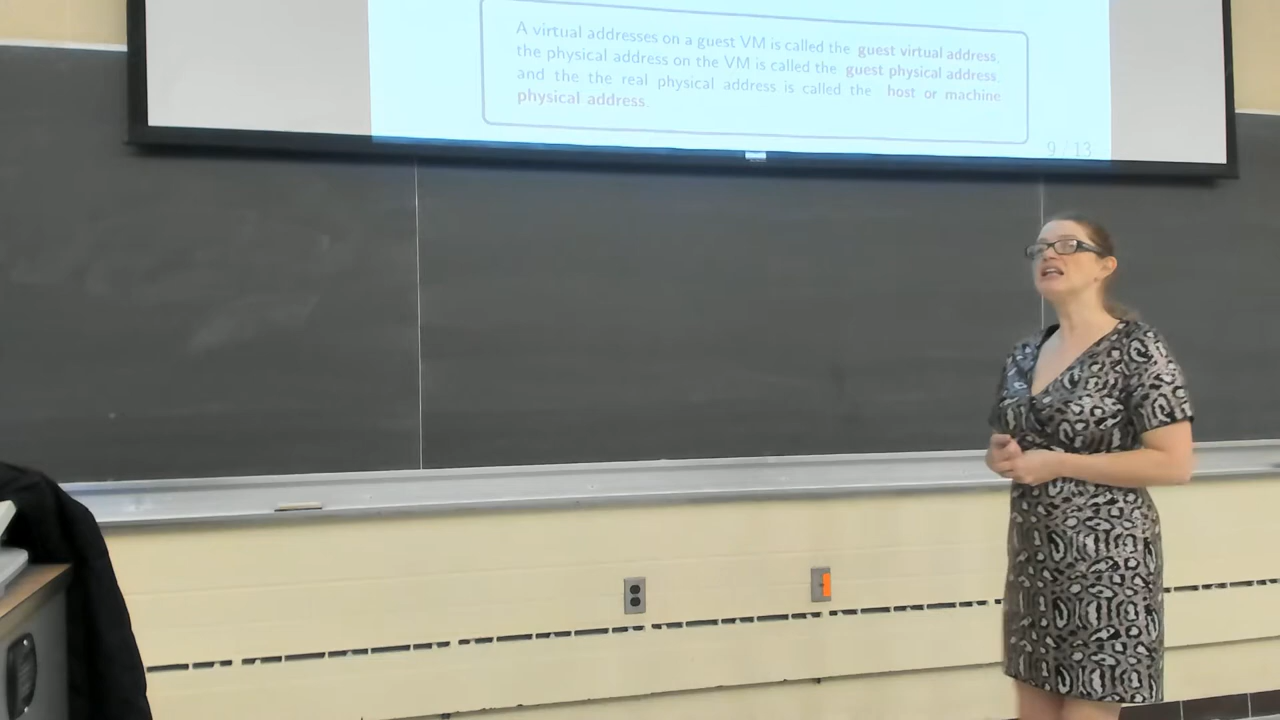 A virtual addresses on a guest VM is called the guest virtual address,
the physical address on the VM is called the guest physical address,
and the the real physical address is called the host or machine
physical address.
9 / 13